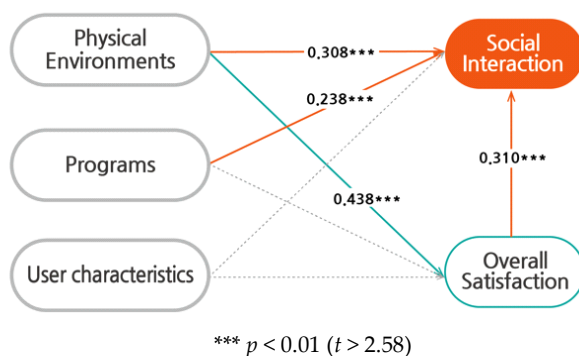 Physical
Environments
Social
Interaction
0.308***
0.238***
Programs
0.310***
0.438***
User characteristics
Overall
Satisfaction
*** p < 0.01 (t > 2.58)